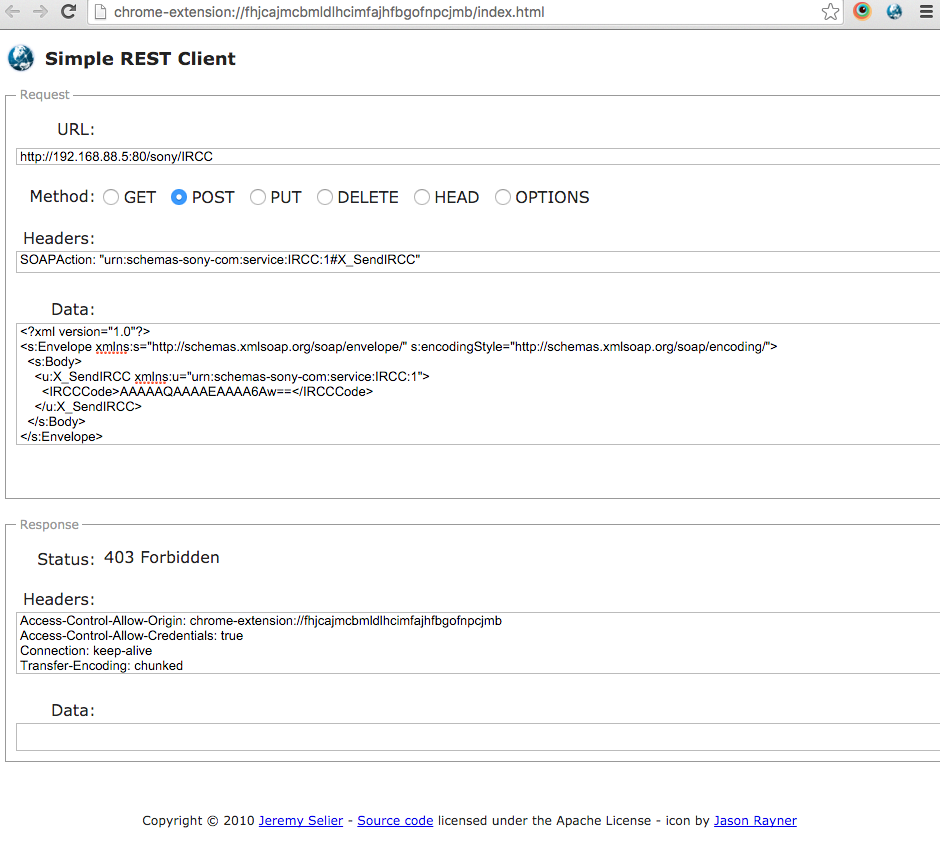 chrome-extension://fhjcajmcbmldlhcimfajhfbgofnpcjmb/index.html
Simple REST Client
Request
URL:
http://192.168.88.5:80/sony/IRCC
Method: GET POST PUT DELETE HEAD OPTIONS
Headers:
SOAPAction: "urn:schemas-sony-com:service:IRCC:1#X_SendIRCC"
Data:
<?xml version="1.0"?>
<s:Envelope xmlns:s="http://schemas.xmlsoap.org/soap/envelope/" s:encodingStyle="http://schemas.xmlsoap.org/soap/encoding/">
<s:Body>
<u:X_SendIRCC xmlns:u="urn:schemas-sony-com:service:IRCC:1">
<IRCCCode>AAAAAQAAAAEAAAA6Aw==</IRCCCode>
</u:X_SendIRCC>
</s:Body>
</s:Envelope>
Response
Status: 403 Forbidden
Headers:
Access-Control-Allow-Origin: chrome-extension://fhjcajmcbmldlhcimfajhfbgofnpcjmb
Access-Control-Allow-Credentials: true
Connection: keep-alive
Transfer-Encoding: chunked
Data:
Copyright © 2010 Jeremy Selier - Source code licensed under the Apache License - icon by Jason Rayner